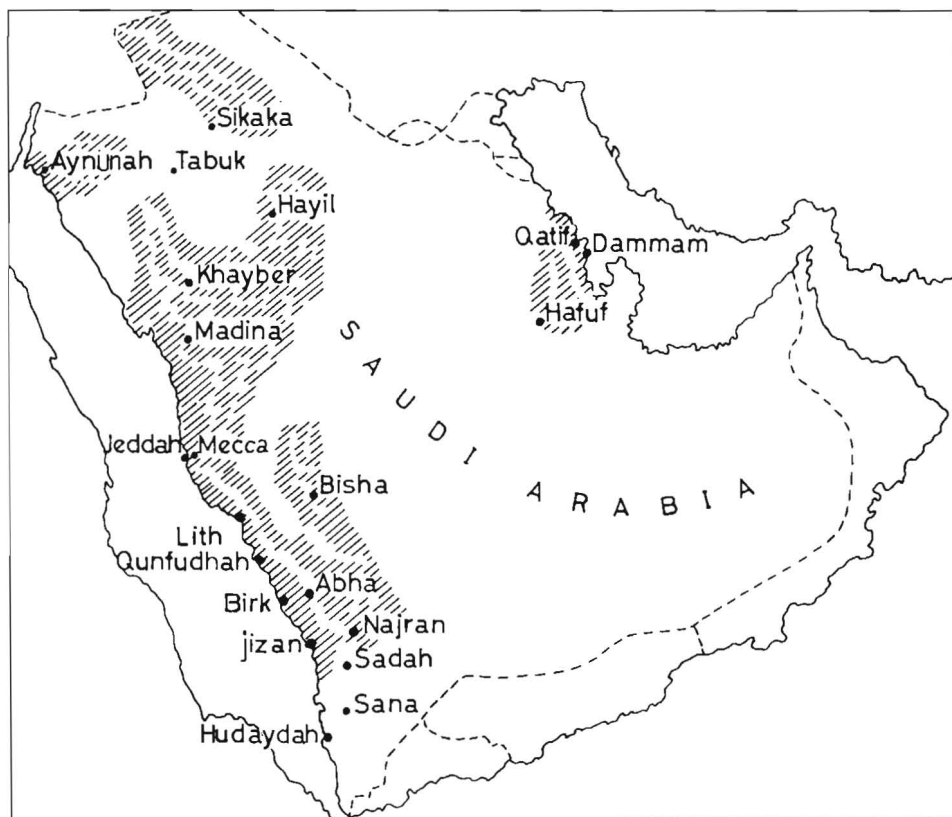 Sikaka
Aynunah
Tabuk
Hayil
Qatif
Dammam
Khayber
Hafuf
Madina
SAUDI ARABIA
Jeddah
Mecca
Bisha
Lith
Qunfudhah
Abha
Birk
Najran
jizan
Sadah
Sana
Hudaydah